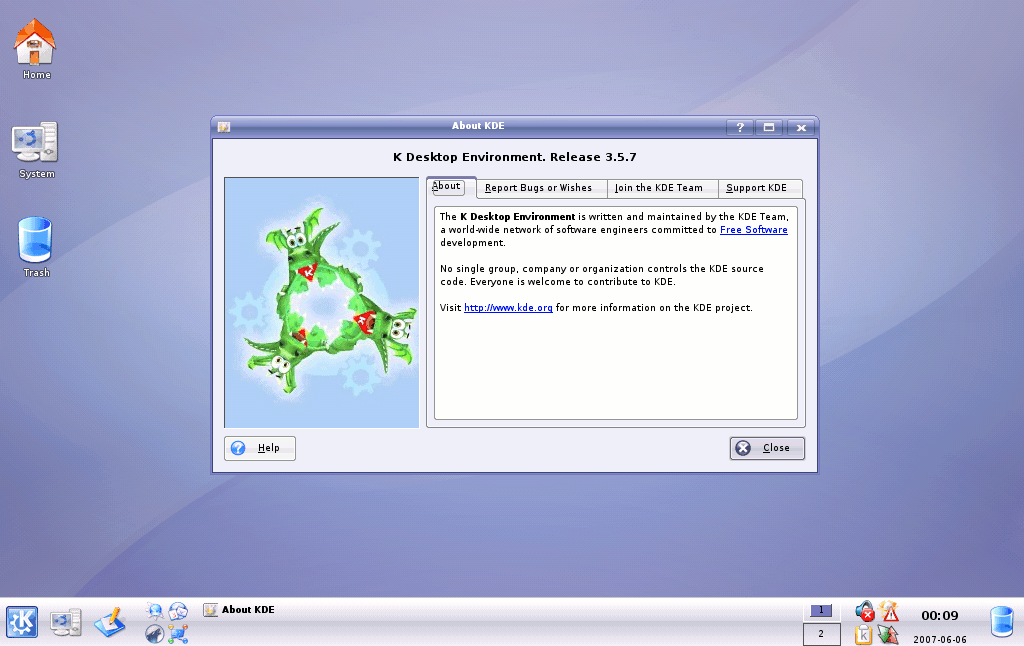 Home
System
Trash
About KDE
?
K Desktop Environment. Release 3.5.7
About
Report Bugs or Wishes
Join the KDE Team
Support KDE
The K Desktop Environment is written and maintained by the KDE Team,
a world-wide network of software engineers committed to Free Software
development.
No single group, company or organization controls the KDE source
code. Everyone is welcome to contribute to KDE.
Visit http://www.kde.org for more information on the KDE project.
? Help
Close
K
About KDE
1
2
K
00:09
2007-06-06